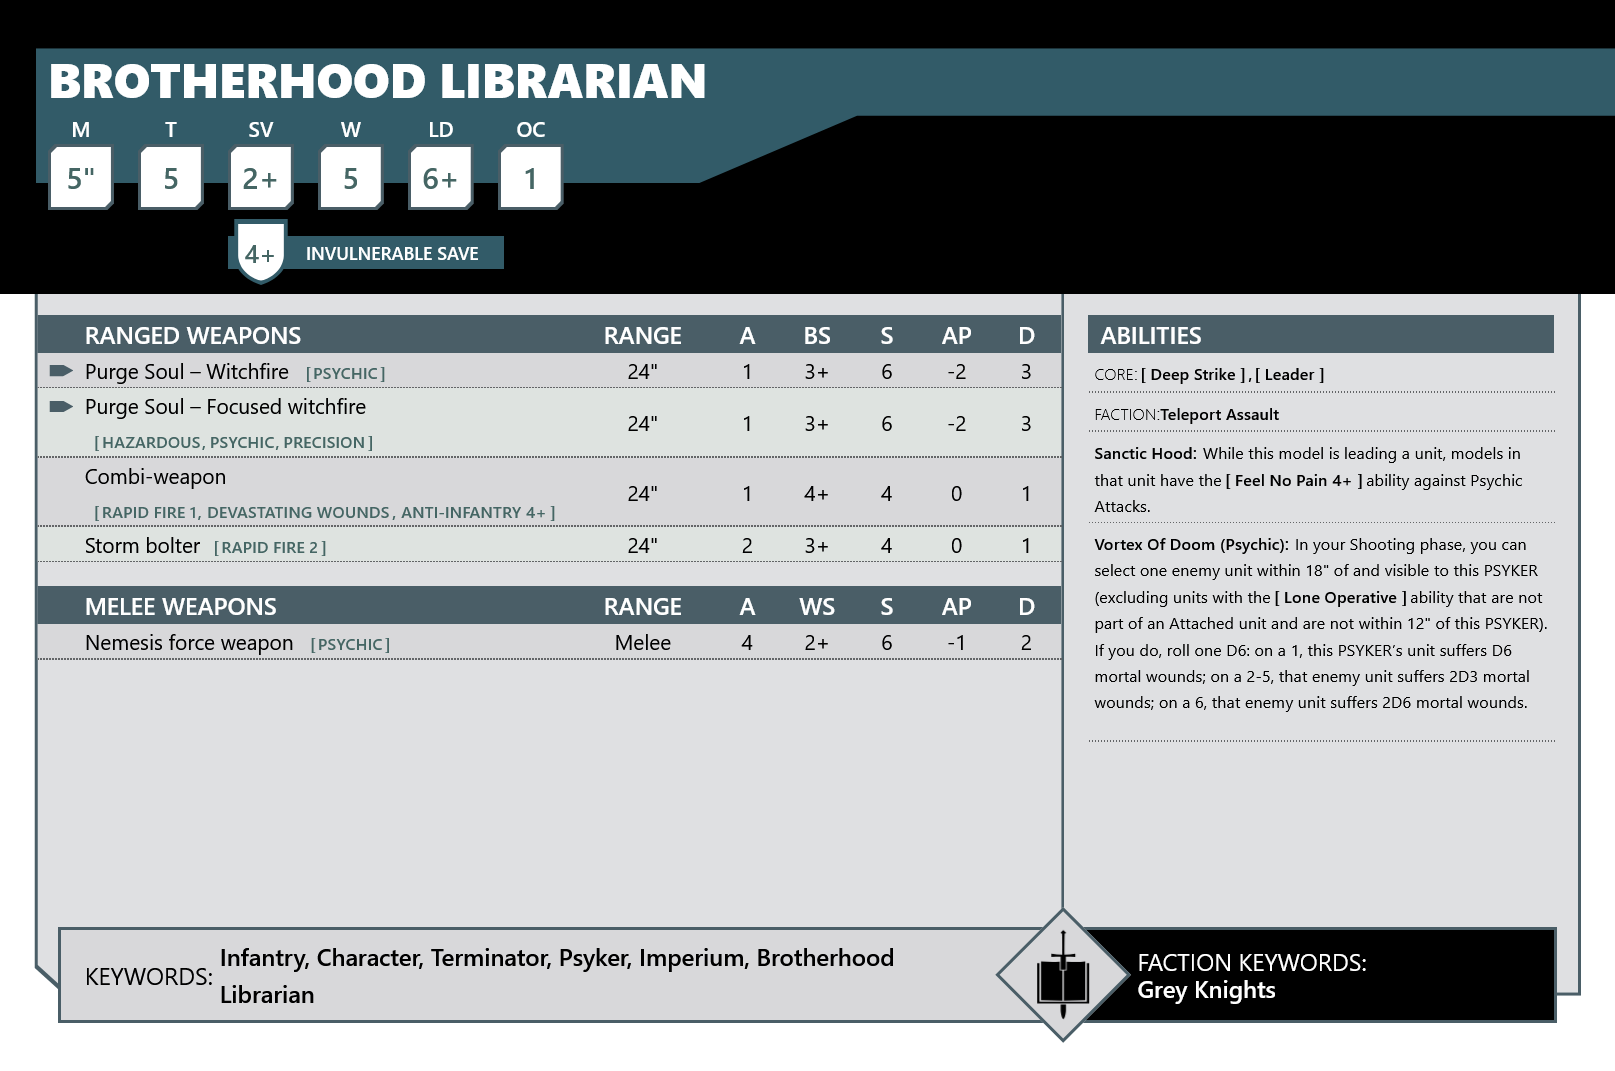 BROTHERHOOD LIBRARIAN
M T SV W LD OC
5" 5 2+ 5 6+ 1
4+ INVULNERABLE SAVE
RANGED WEAPONS RANGE A BS S AP D
Purge Soul – Witchfire [PSYCHIC] 24" 1 3+ 6 -2 3
Purge Soul – Focused witchfire
[HAZARDOUS, PSYCHIC, PRECISION] 24" 1 3+ 6 -2 3
Combi-weapon
[RAPID FIRE 1, DEVASTATING WOUNDS, ANTI-INFANTRY 4+] 24" 1 4+ 4 0 1
Storm bolter [RAPID FIRE 2] 24" 2 3+ 4 0 1
MELEE WEAPONS RANGE A WS S AP D
Nemesis force weapon [PSYCHIC] Melee 4 2+ 6 -1 2
ABILITIES
CORE: [ Deep Strike ], [ Leader ]
FACTION:Teleport Assault
Sanctic Hood: While this model is leading a unit, models in
that unit have the [ Feel No Pain 4+ ] ability against Psychic
Attacks.
Vortex Of Doom (Psychic): In your Shooting phase, you can
select one enemy unit within 18" of and visible to this PSYKER
(excluding units with the [ Lone Operative ] ability that are not
part of an Attached unit and are not within 12" of this PSYKER).
If you do, roll one D6: on a 1, this PSYKER’s unit suffers D6
mortal wounds; on a 2-5, that enemy unit suffers 2D3 mortal
wounds; on a 6, that enemy unit suffers 2D6 mortal wounds.
KEYWORDS: Infantry, Character, Terminator, Psyker, Imperium, Brotherhood
Librarian
FACTION KEYWORDS:
Grey Knights